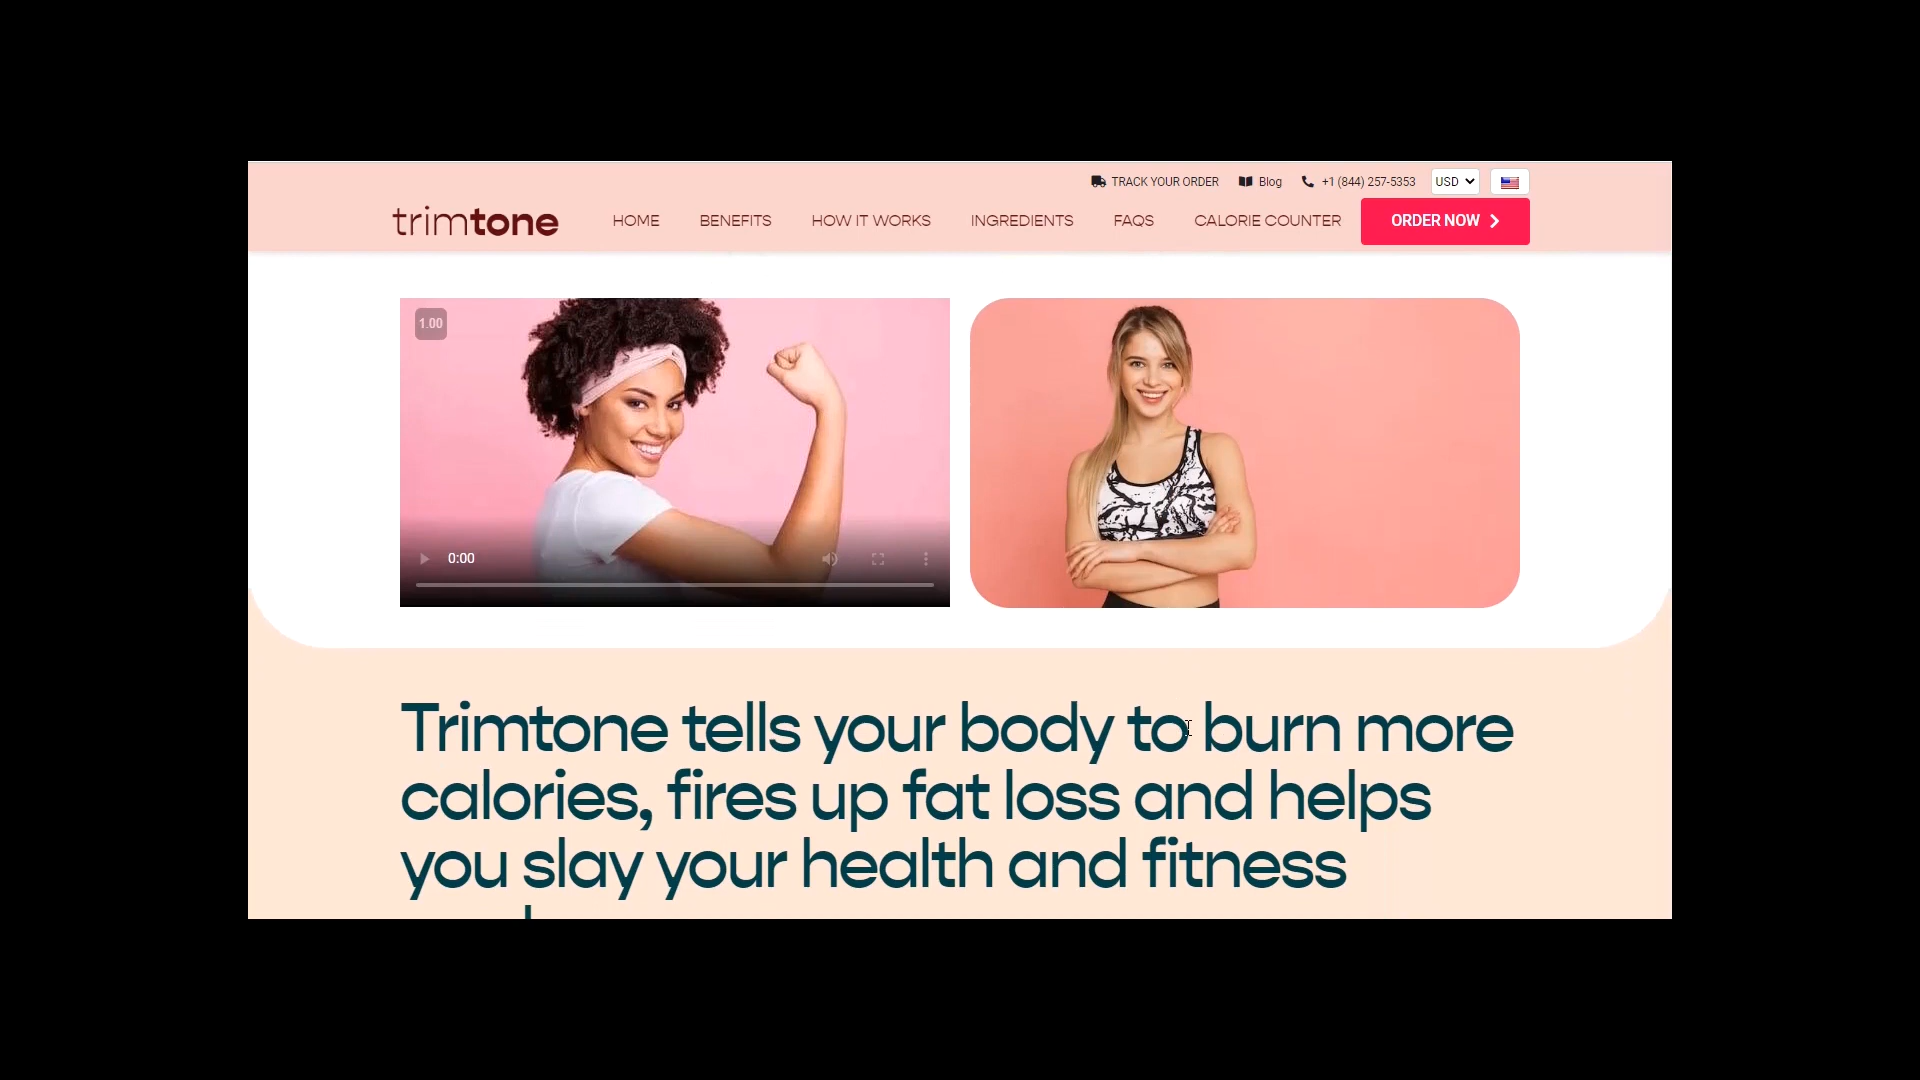 TRACK YOUR ORDER Blog +1 (844) 257-5353 USD
trimtone HOME BENEFITS HOW IT WORKS INGREDIENTS FAQS CALORIE COUNTER ORDER NOW
1.00
0:00
Trimtone tells your body to burn more
calories, fires up fat loss and helps
you slay your health and fitness